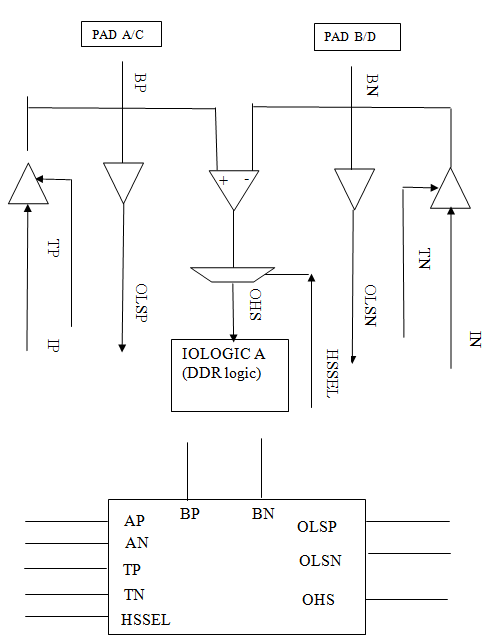 PAD A/C
PAD B/D
BP
BN
+ -
TP
IP
OLSP
OHS
HSSEL
OLSN
TN
IN
IOLOGIC A
(DDR logic)
BP
BN
AP
AN
TP
TN
HSSEL
OLSP
OLSN
OHS